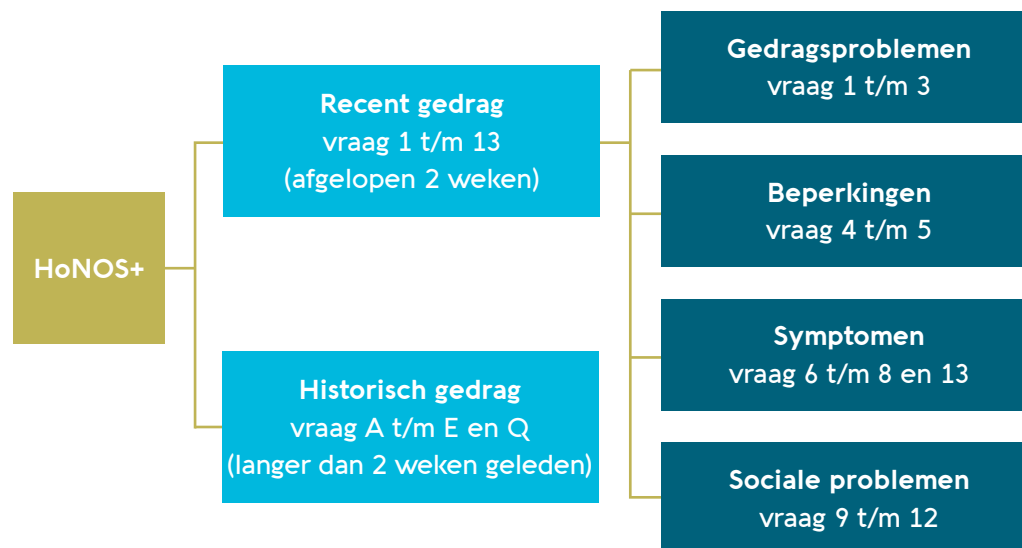 HoNOS+
Recent gedrag
vraag 1 t/m 13
(afgelopen 2 weken)
Historisch gedrag
vraag A t/m E en Q
(langer dan 2 weken geleden)
Gedragsproblemen
vraag 1 t/m 3
Beperkingen
vraag 4 t/m 5
Symptomen
vraag 6 t/m 8 en 13
Sociale problemen
vraag 9 t/m 12